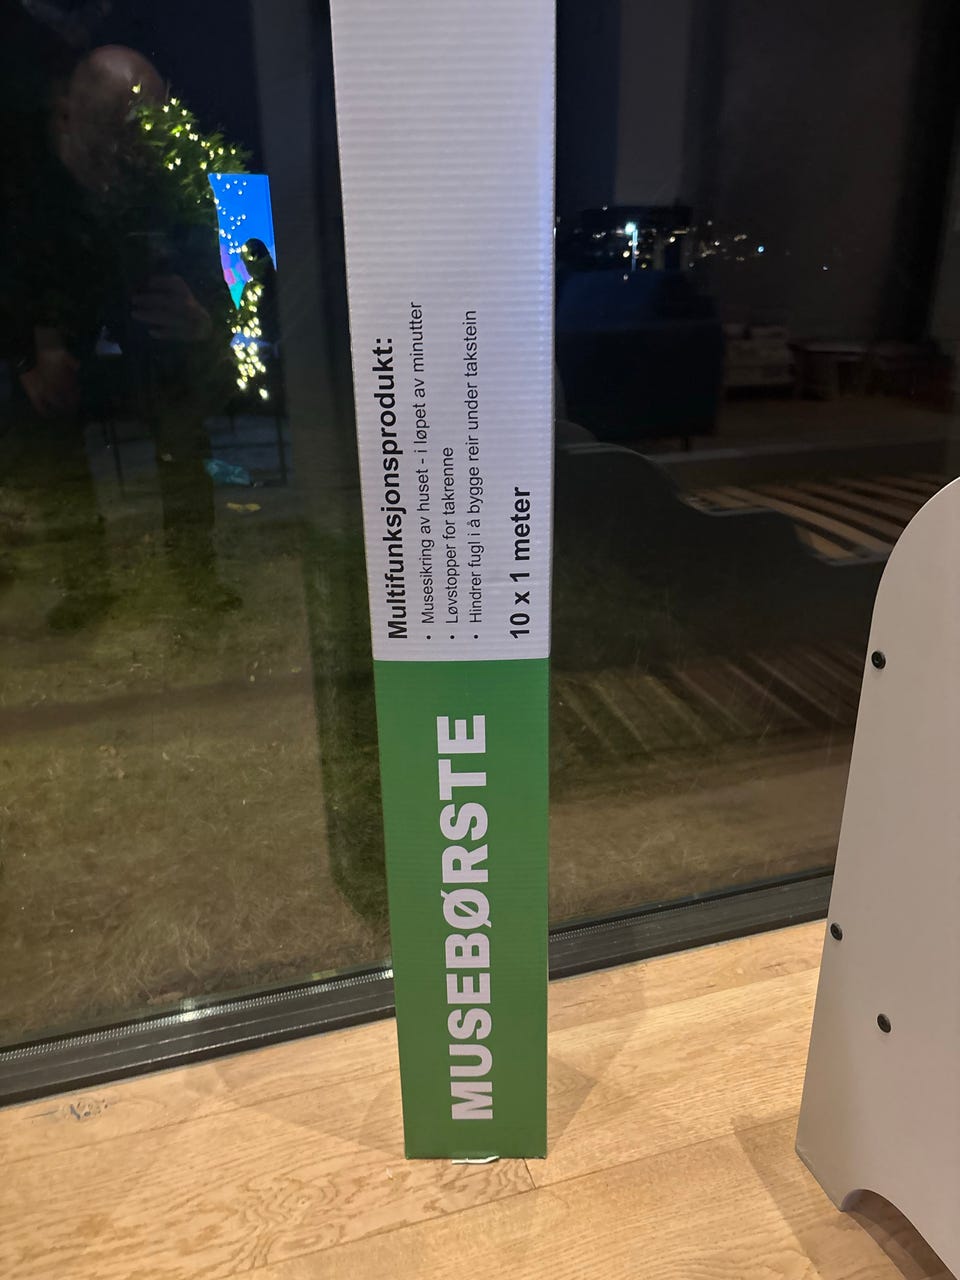 Multifunksjonsprodukt:
• Musesikring av huset - i løpet av minutter
• Løvstopper for takrenne
• Hindrer fugl i å bygge reir under takstein
10 x 1 meter
MUSEBØRSTE